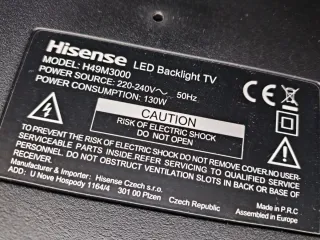 Hisense LED Backlight TV
MODEL: H49M3000
POWER SOURCE: 220-240V~ 50Hz
POWER CONSUMPTION: 130W
CE
CAUTION
RISK OF ELECTRIC SHOCK
DO NOT OPEN
TO PREVENT THE RISK OF ELECTRIC SHOCK DO NOT REMOVE COVER.NO USER-
SERVICEABLE PARTS INSIDE.REFER SERVICING TO QUALIFIED SERVICE
PERSONNEL. DO NOT OBSTRUCT VENTILATION SLOTS IN BACK OR BASE OF
RECEIVER.
Manufacturer & Importer: Hisense Czech s.r.o.
ADD: U Nove Hospody 1164/4 301 00 Plzen Czech Republic
Made in P.R.C
Assembled in Europe